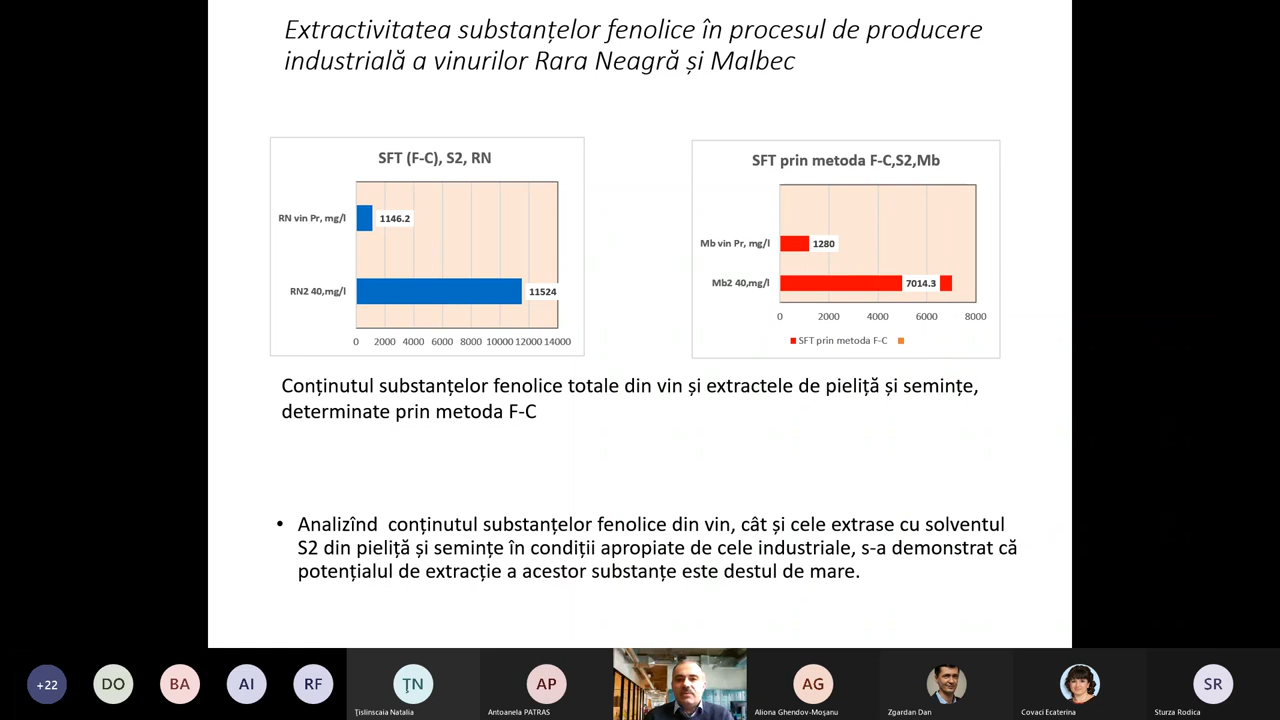 Extractivitatea substanțelor fenolice în procesul de producere
industrială a vinurilor Rara Neagră și Malbec
SFT (F-C), S2, RN
RN vin Pr, mg/l
1146.2
RN2 40,mg/l
11524
0 2000 4000 6000 8000 10000 12000 14000
SFT prin metoda F-C,S2,Mb
Mb vin Pr, mg/l
1280
Mb2 40,mg/l
7014.3
0 2000 4000 6000 8000
SFT prin metoda F-C
Conținutul substanțelor fenolice totale din vin și extractele de pieliță și semințe,
determinate prin metoda F-C
• Analizînd conținutul substanțelor fenolice din vin, cât și cele extrase cu solventul
S2 din pieliță și semințe în condiții apropiate de cele industriale, s-a demonstrat că
potențialul de extracție a acestor substanțe este destul de mare.
+22
DO
BA
AI
RF
ŢN
Ţislinscaia Natalia
AP
Antoanela PATRAS
AG
Aliona Ghendov-Moşanu
Zgardan Dan
Covaci Ecaterina
SR
Sturza Rodica